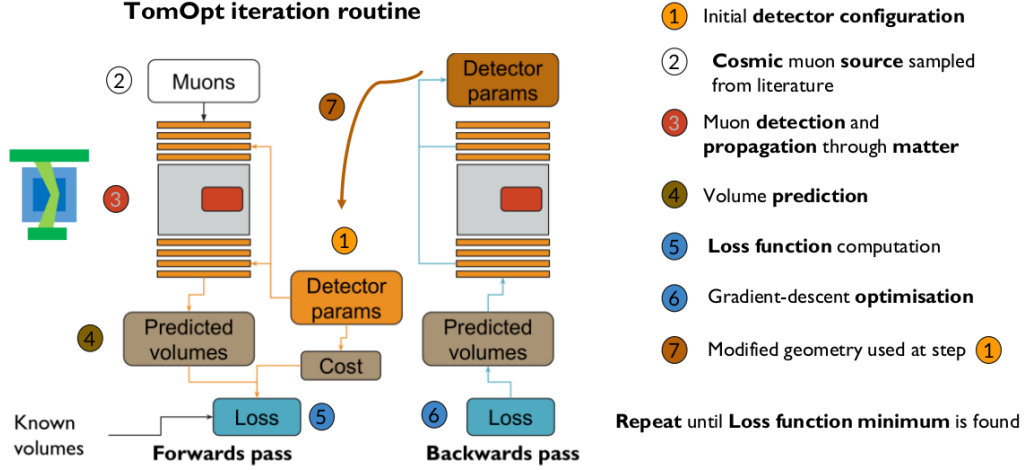 TomOpt iteration routine
2
Muons
3
1
Detector
params
4
Predicted
volumes
Cost
Known
volumes
Loss
5
Forwards pass
7
Detector
params
Predicted
volumes
6
Loss
Backwards pass
1 Initial detector configuration
2 Cosmic muon source sampled
from literature
3 Muon detection and
propagation through matter
4 Volume prediction
5 Loss function computation
6 Gradient-descent optimisation
7 Modified geometry used at step 1
Repeat until Loss function minimum is found